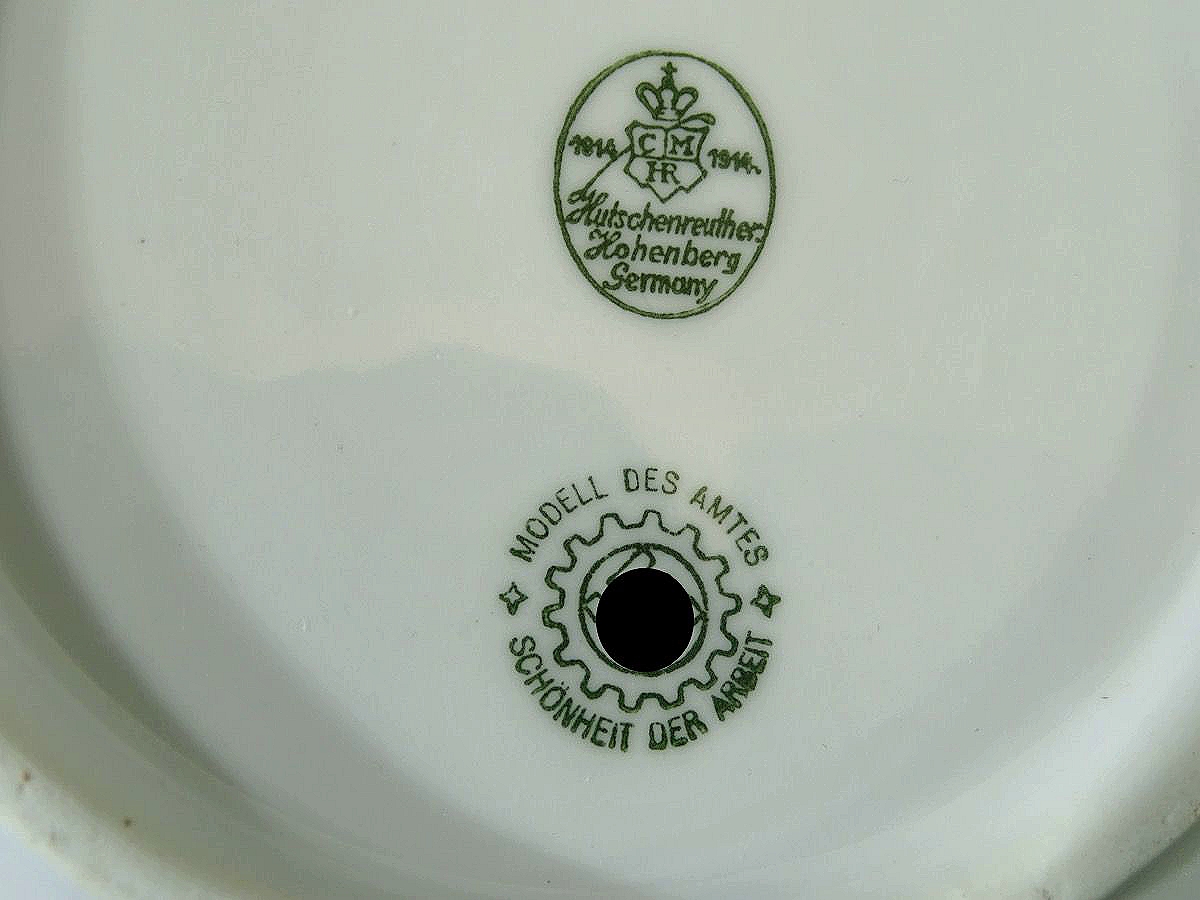 1814 C M 1914
HR
Hutschenreuther
Hohenberg
Germany
MODELL DES AMTES
SCHÖNHEIT DER ARBEIT